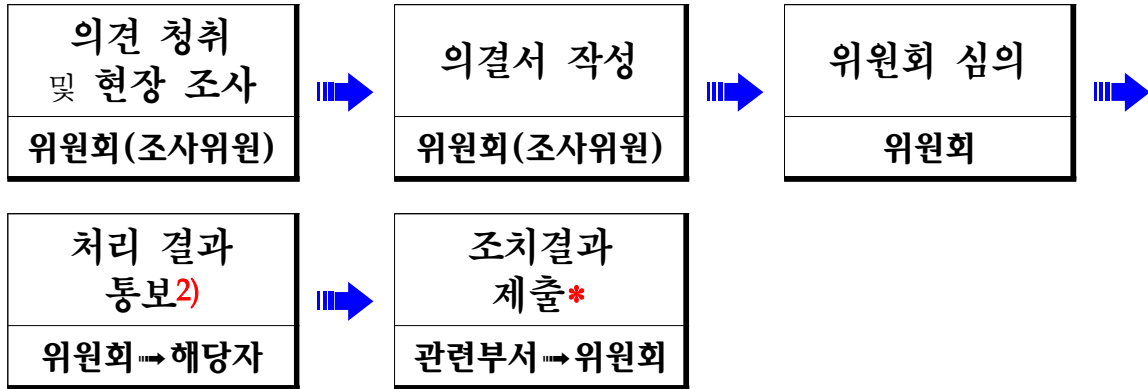 의견 청취
및 현장 조사
위원회(조사위원)
의결서 작성
위원회(조사위원)
위원회 심의
위원회
처리 결과
통보2)
위원회➟해당자
조치결과
제출*
관련부서➟위원회